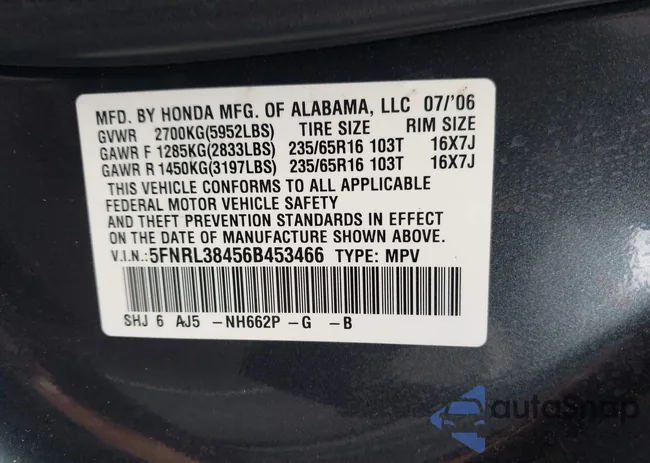 MFD. BY HONDA MFG. OF ALABAMA, LLC 07/'06
GVWR 2700KG(5952LBS) TIRE SIZE RIM SIZE
GAWR F 1285KG(2833LBS) 235/65R16 103T 16X7J
GAWR R 1450KG(3197LBS) 235/65R16 103T 16X7J
THIS VEHICLE CONFORMS TO ALL APPLICABLE
FEDERAL MOTOR VEHICLE SAFETY
AND THEFT PREVENTION STANDARDS IN EFFECT
ON THE DATE OF MANUFACTURE SHOWN ABOVE.
V.I.N.:5FNRL38456B453466 TYPE: MPV
SHJ 6 AJ5 -NH662P -G -B
autoSnap